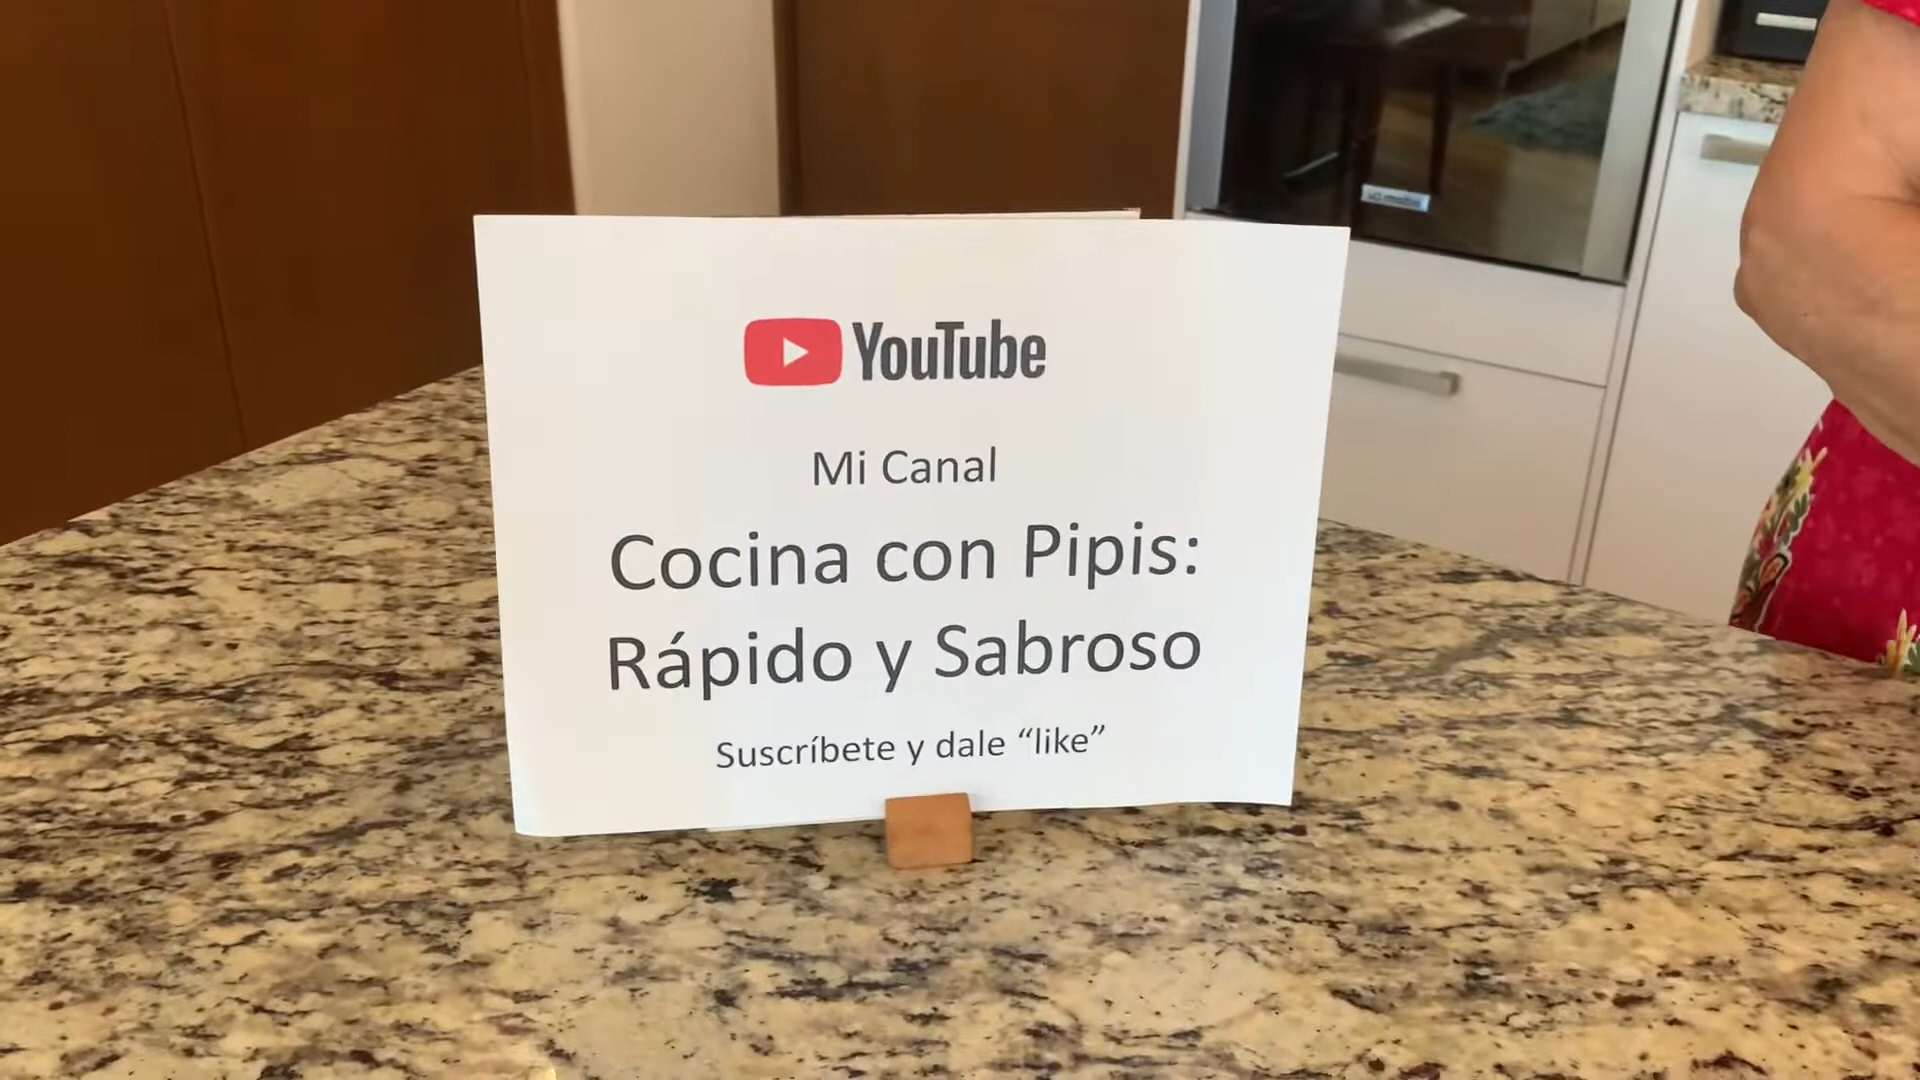 YouTube
Mi Canal
Cocina con Pipis:
Rápido y Sabroso
Suscríbete y dale “like”